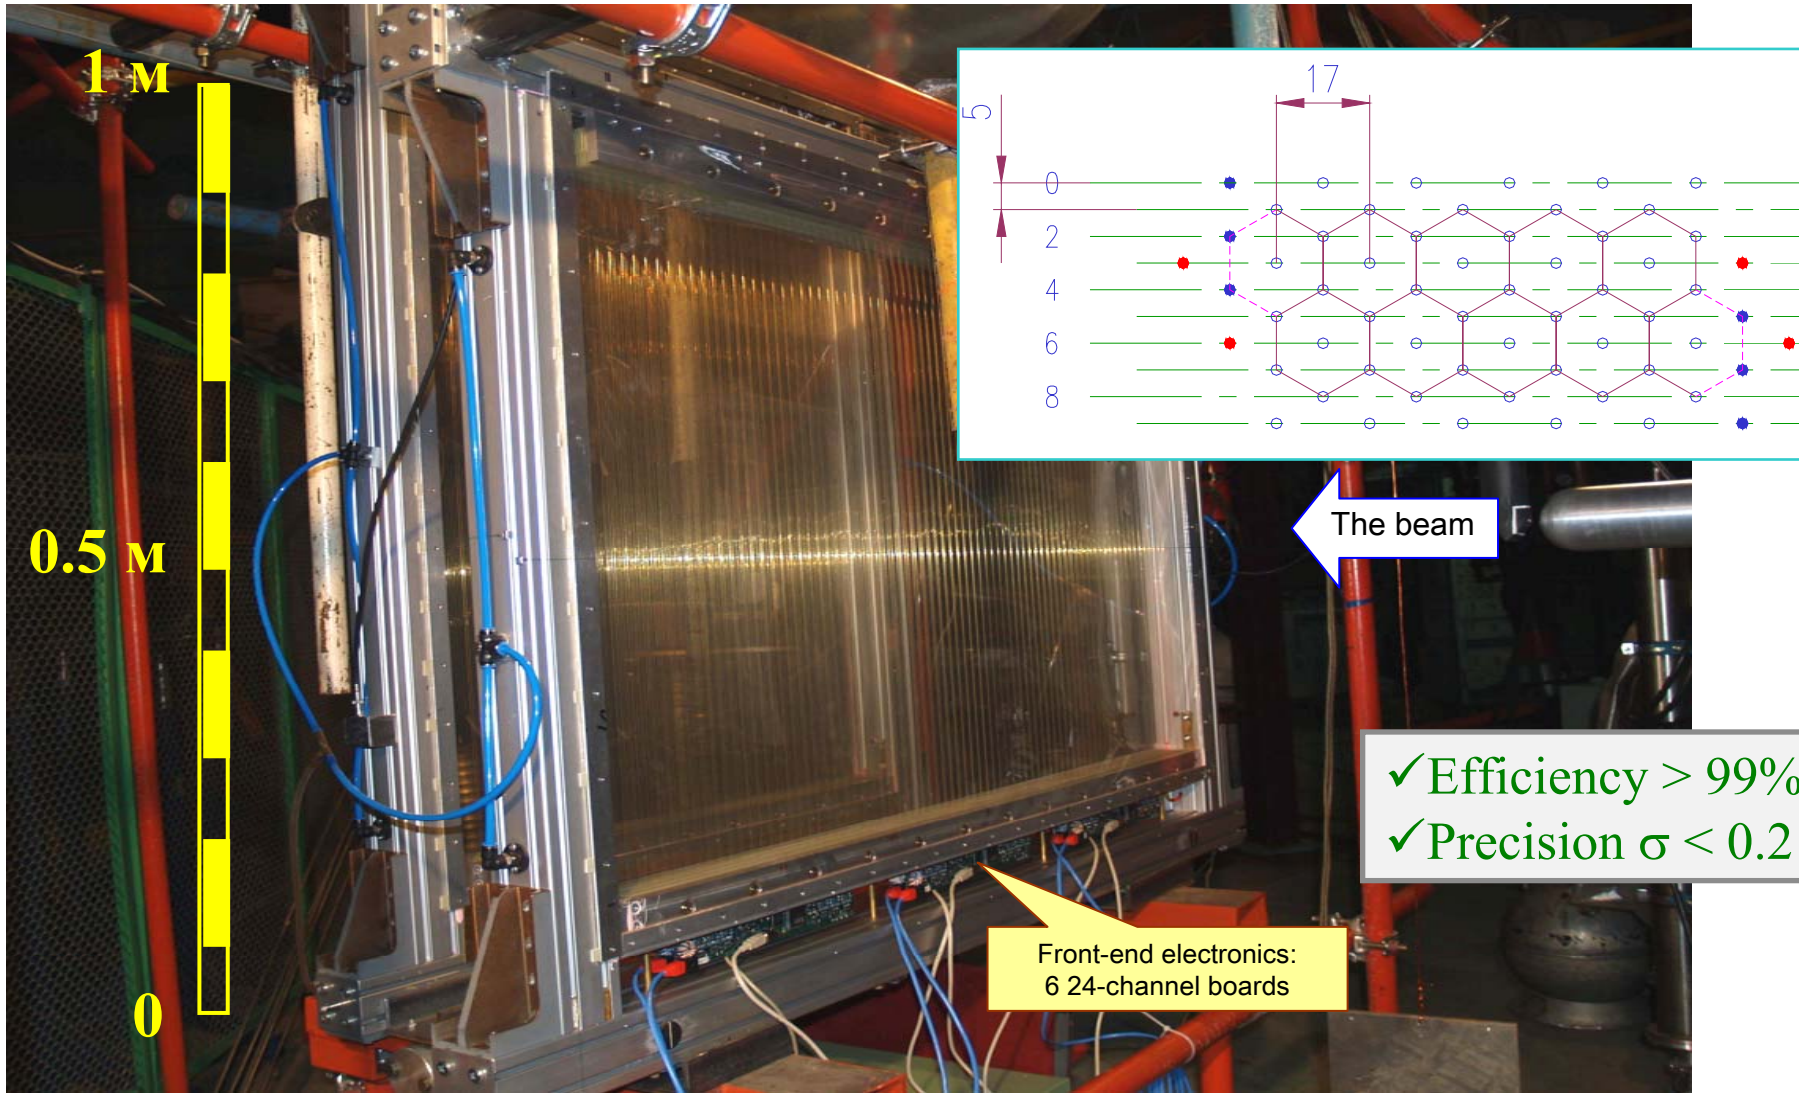 1 м
0.5 м
0
17
5
0
2
4
6
8
The beam
✓Efficiency > 99%
✓Precision σ < 0.2
Front-end electronics:
6 24-channel boards